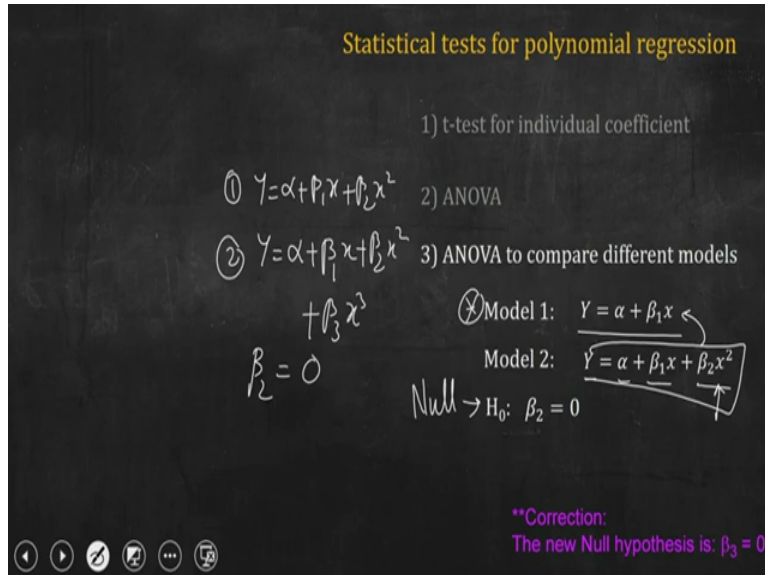 Statistical tests for polynomial regression
1) t-test for individual coefficient
2) ANOVA
3) ANOVA to compare different models
Model 1: Y = α + β₁x
Model 2: Y = α + β₁x + β₂x²
Null → H₀: β₂ = 0
① Y=α+β₁x+β₂x²
② Y=α+β₁x+β₂x²
+β₃x³
β₂ = 0
**Correction:
The new Null hypothesis is: β₃ = 0